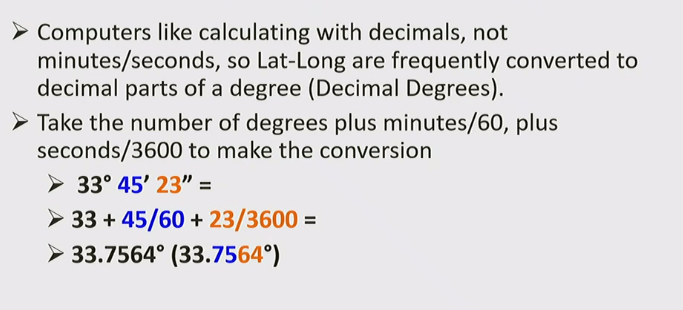 ➢ Computers like calculating with decimals, not
minutes/seconds, so Lat-Long are frequently converted to
decimal parts of a degree (Decimal Degrees).
➢ Take the number of degrees plus minutes/60, plus
seconds/3600 to make the conversion
➢ 33° 45’ 23” =
➢ 33 + 45/60 + 23/3600 =
➢ 33.7564° (33.7564°)